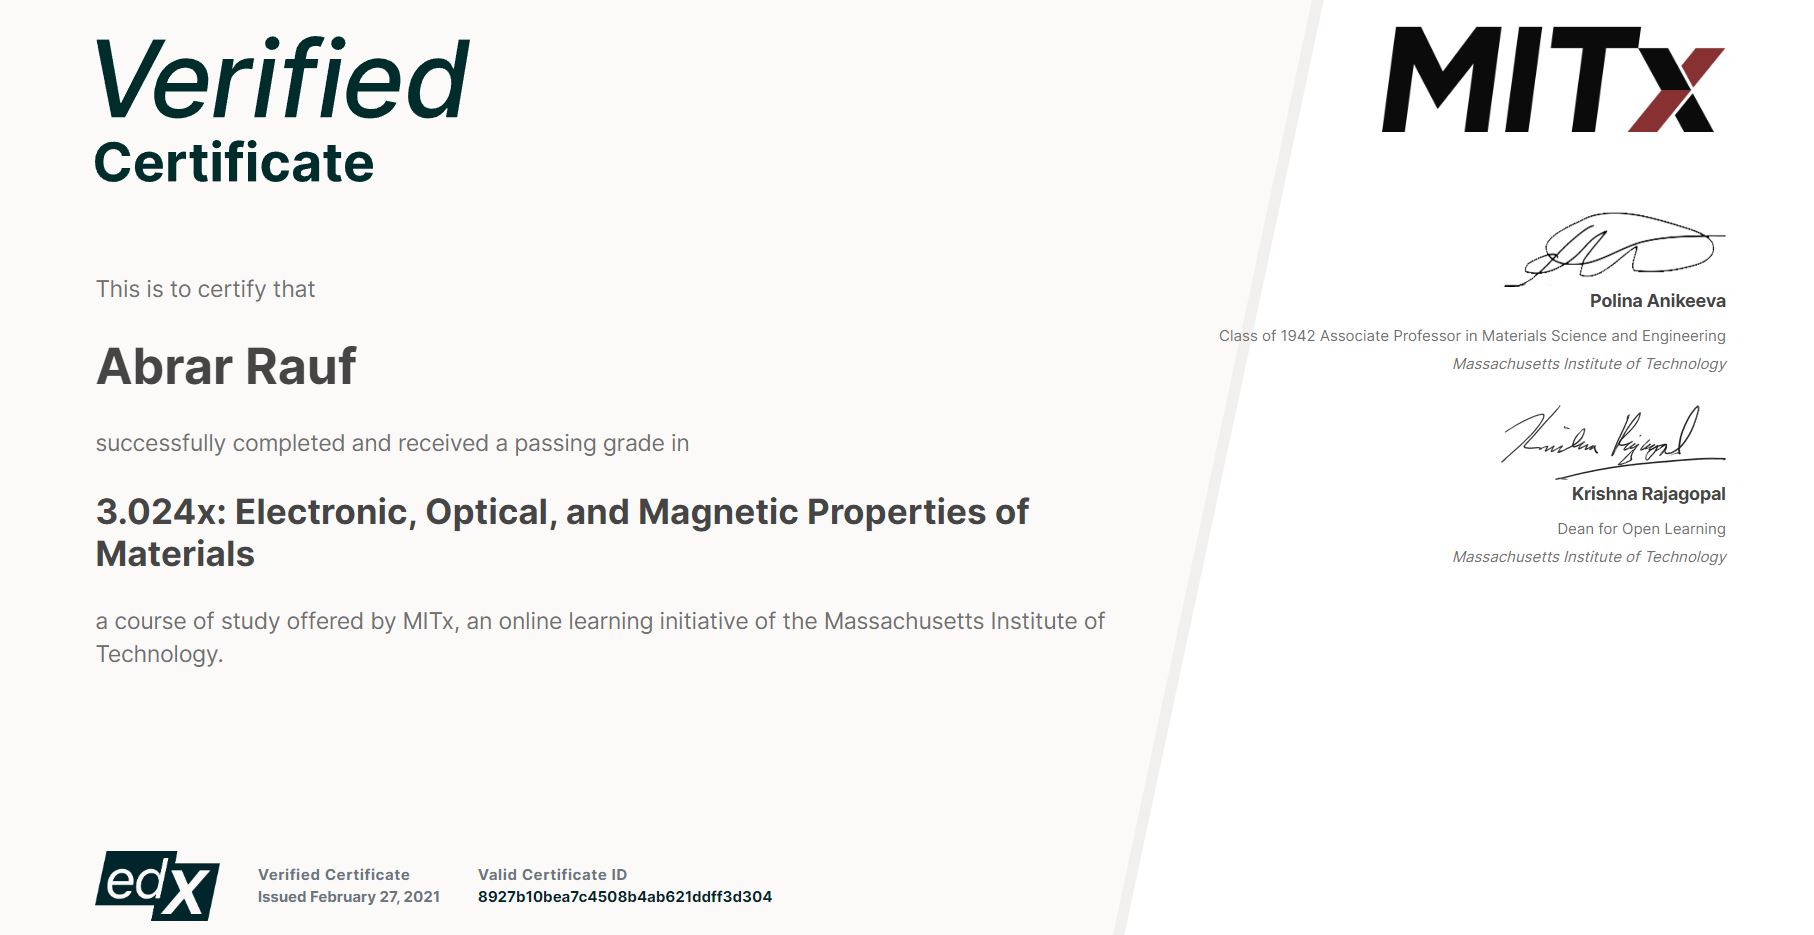 Verified
Certificate
This is to certify that
Abrar Rauf
successfully completed and received a passing grade in
3.024x: Electronic, Optical, and Magnetic Properties of
Materials
a course of study offered by MITx, an online learning initiative of the Massachusetts Institute of
Technology.
MITx
Polina Anikeeva
Class of 1942 Associate Professor in Materials Science and Engineering
Massachusetts Institute of Technology
Krishna Rajagopal
Krishna Rajagopal
Dean for Open Learning
Massachusetts Institute of Technology
edX
Verified Certificate
Issued February 27, 2021
Valid Certificate ID
8927b10bea7c4508b4ab621ddff3d304